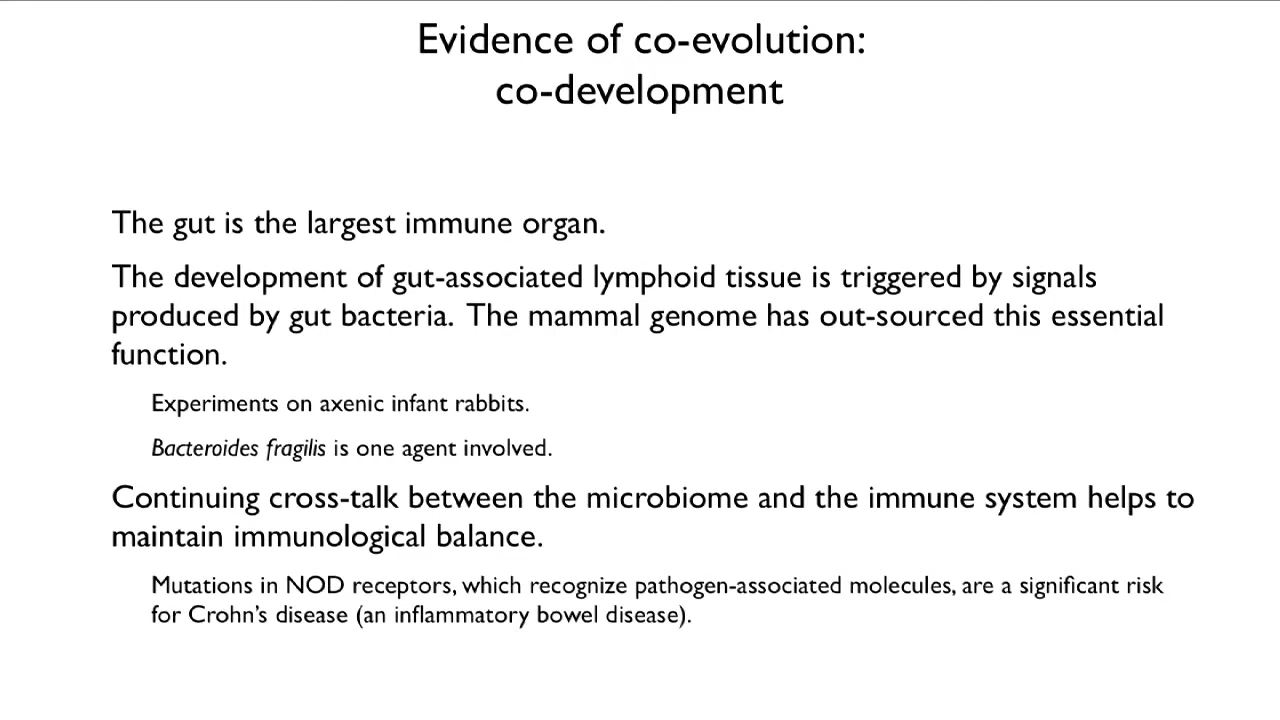 Evidence of co-evolution:
co-development
The gut is the largest immune organ.
The development of gut-associated lymphoid tissue is triggered by signals
produced by gut bacteria. The mammal genome has out-sourced this essential
function.
Experiments on axenic infant rabbits.
Bacteroides fragilis is one agent involved.
Continuing cross-talk between the microbiome and the immune system helps to
maintain immunological balance.
Mutations in NOD receptors, which recognize pathogen-associated molecules, are a significant risk
for Crohn’s disease (an inflammatory bowel disease).